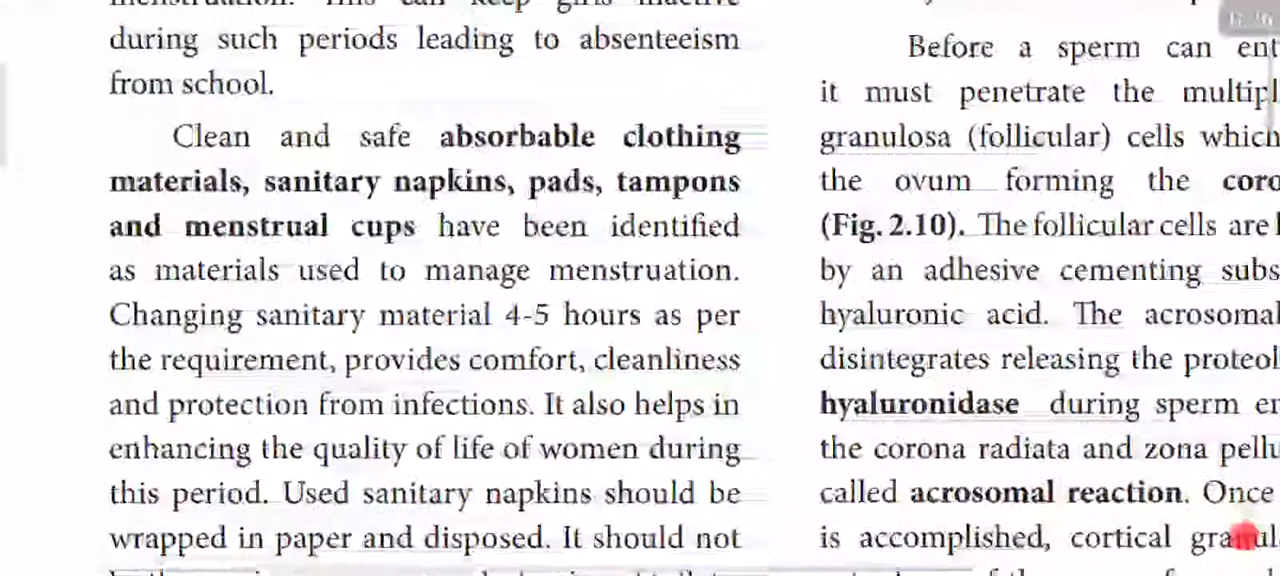 during such periods leading to absenteeism
from school.
Clean and safe absorbable clothing
materials, sanitary napkins, pads, tampons
and menstrual cups have been identified
as materials used to manage menstruation.
Changing sanitary material 4-5 hours as per
the requirement, provides comfort, cleanliness
and protection from infections. It also helps in
enhancing the quality of life of women during
this period. Used sanitary napkins should be
wrapped in paper and disposed. It should not
Before a sperm can
it must penetrate the
granulosa (follicular) cells which
the ovum forming the
(Fig. 2.10). The follicular cells are
by an adhesive cementing
hyaluronic acid. The acrosomal
disintegrates releasing the
hyaluronidase during sperm
the corona radiata and zona
called acrosomal reaction. Once
is accomplished, cortical